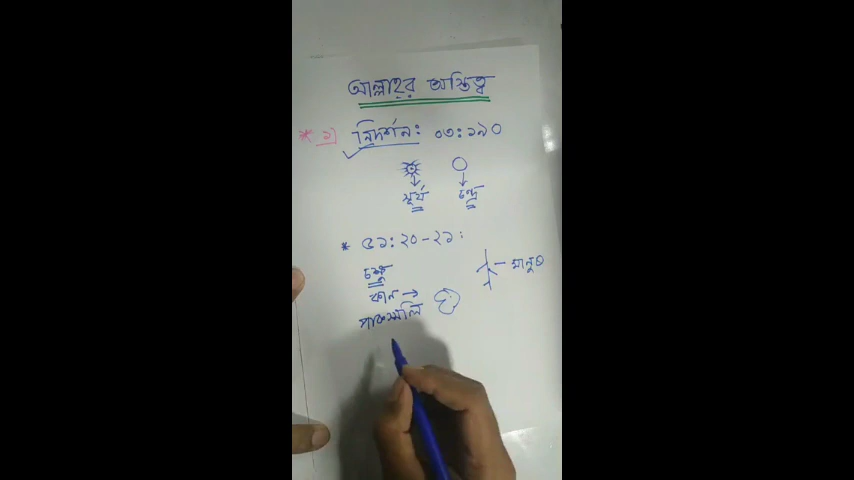 আল্লাহর অস্তিত্ব
* ১) নিদর্শন: ০৩:১৯০
সূর্য চন্দ্র
* ৫১:২০-২১:
চক্ষু
মানুষ
কান →
পাকস্থলি